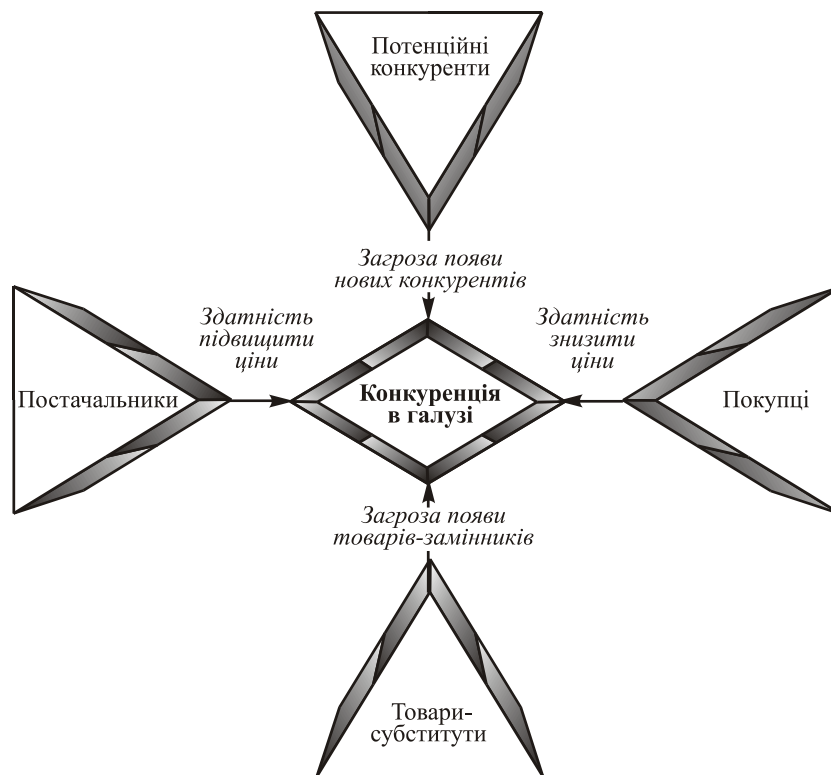 Потенційні
конкуренти
Загроза появи
нових конкурентів
Здатність
підвищити
ціни
Здатність
знизити
ціни
Постачальники
Конкуренція
в галузі
Покупці
Загроза появи
товарів-замінників
Товари-
субститути